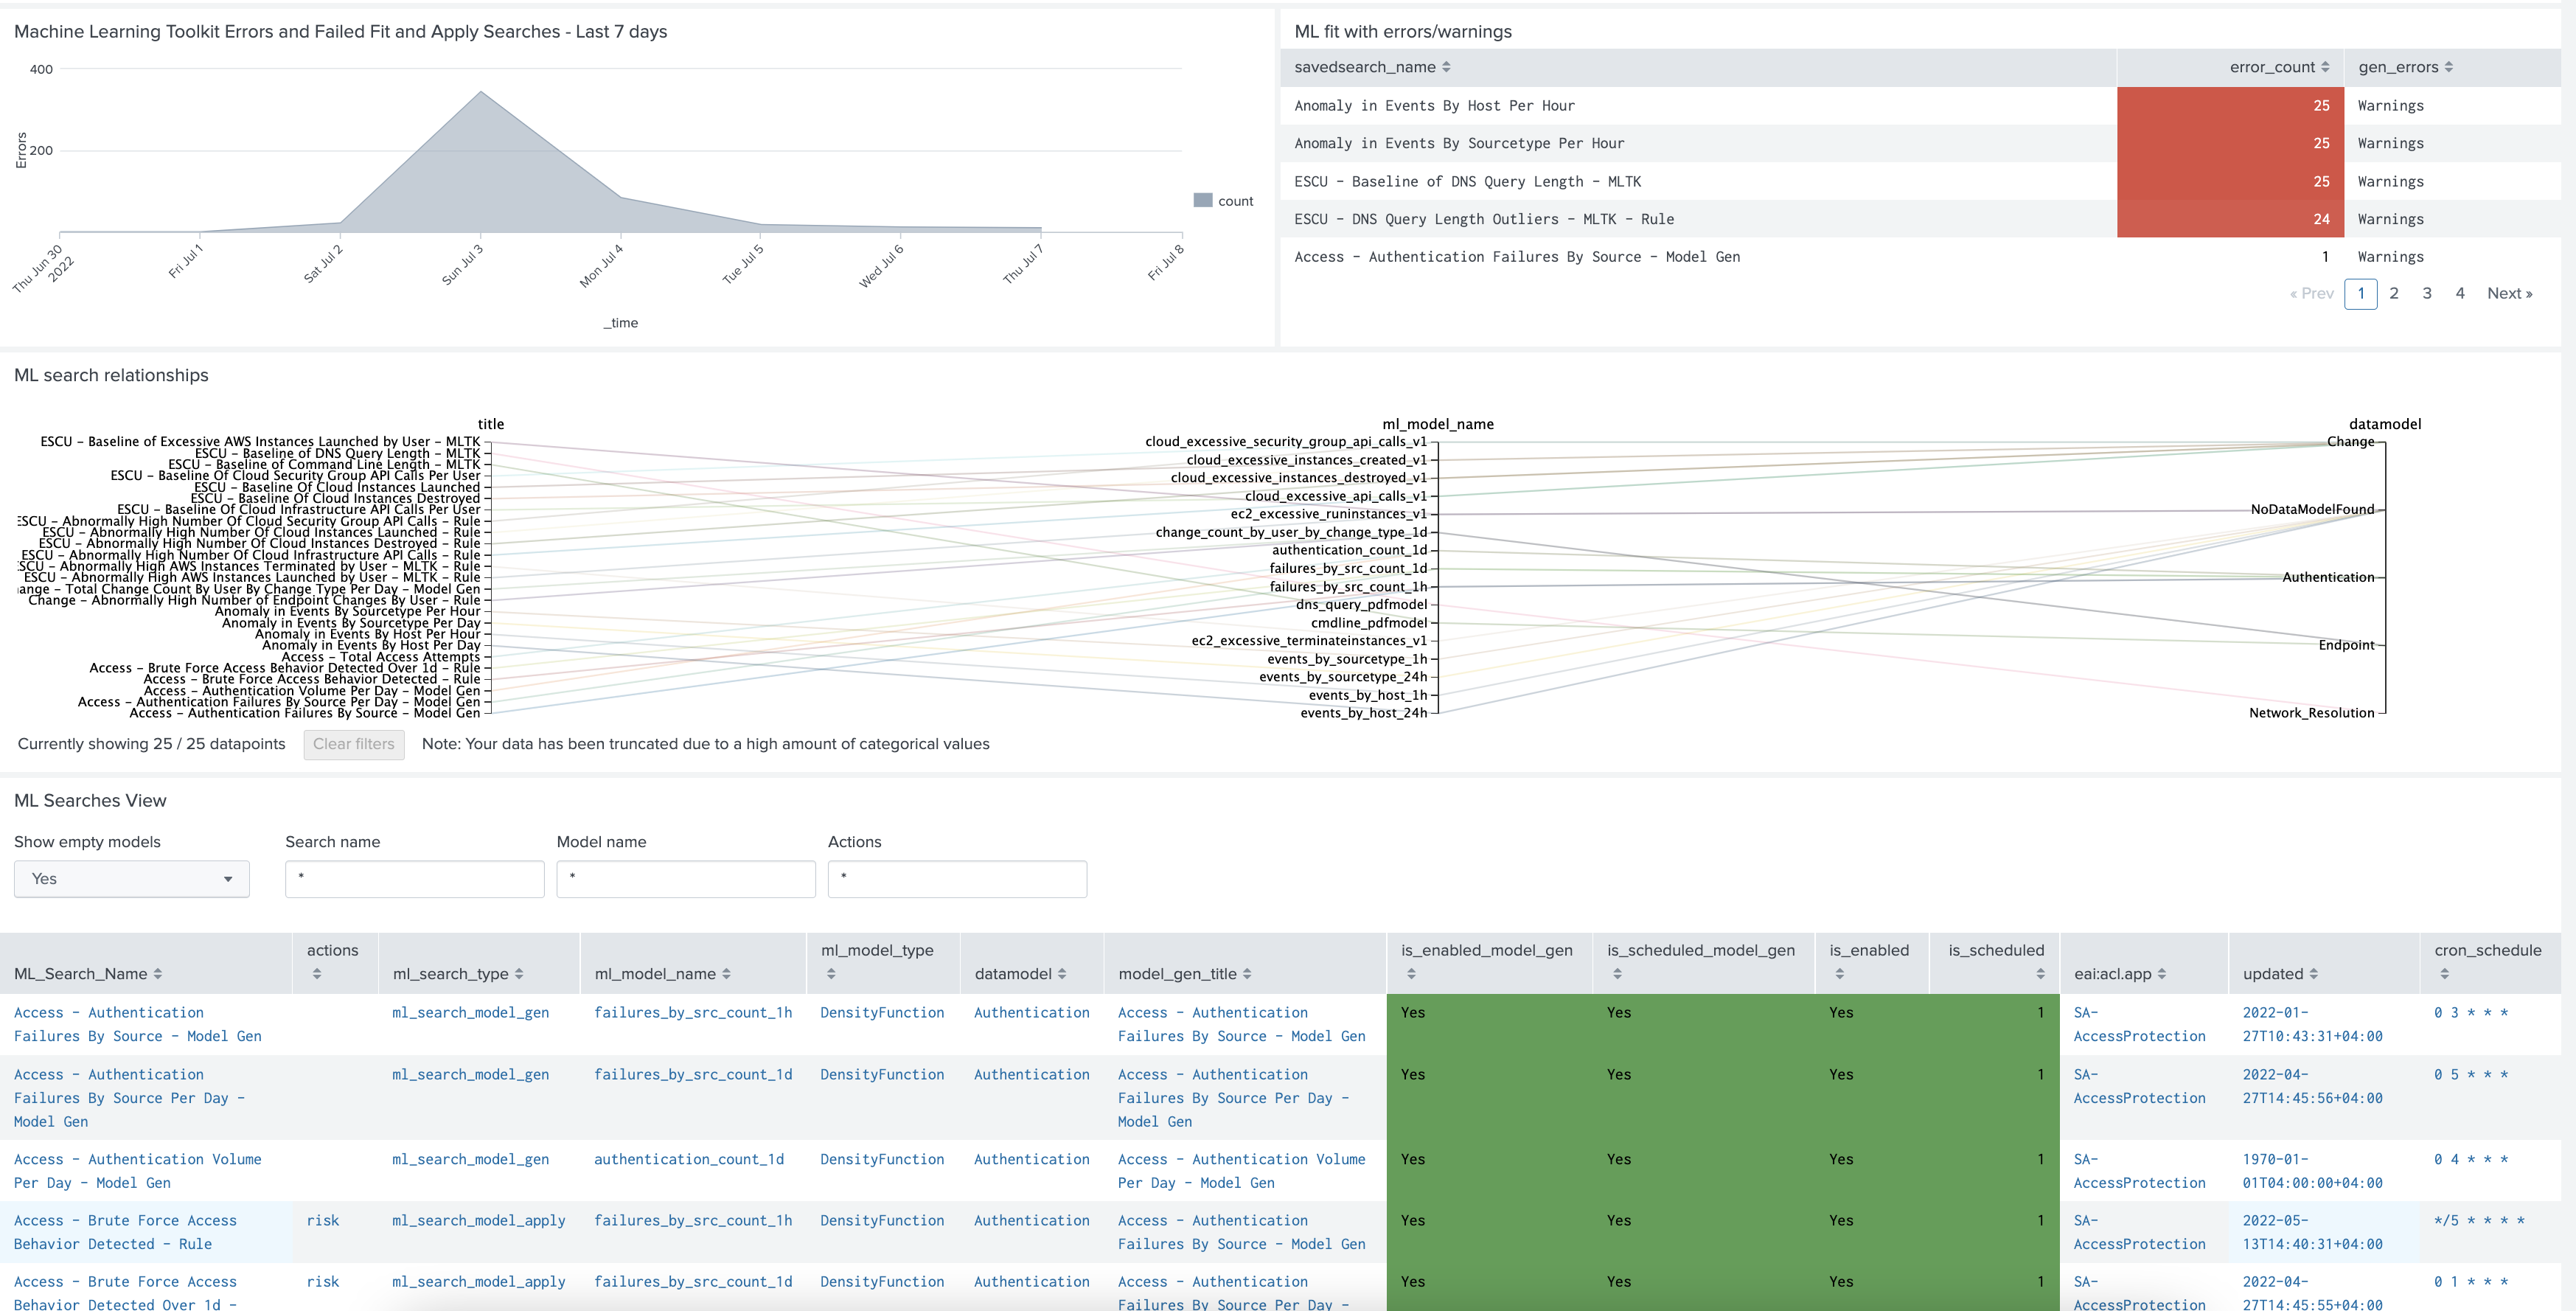 Machine Learning Toolkit Errors and Failed Fit and Apply Searches - Last 7 days
400
200
Errors
Thu Jun 30
2022
Fri Jul 1
Sat Jul 2
Sun Jul 3
Mon Jul 4
Tue Jul 5
Wed Jul 6
Thu Jul 7
Fri Jul 8
_time
count
ML fit with errors/warnings
savedsearch_name error_count gen_errors
Anomaly in Events By Host Per Hour 25 Warnings
Anomaly in Events By Sourcetype Per Hour 25 Warnings
ESCU - Baseline of DNS Query Length - MLTK 25 Warnings
ESCU - DNS Query Length Outliers - MLTK - Rule 24 Warnings
Access - Authentication Failures By Source - Model Gen 1 Warnings
« Prev 1 2 3 4 Next »
ML search relationships
title
ESCU - Baseline of Excessive AWS Instances Launched by User - MLTK
ESCU - Baseline of DNS Query Length - MLTK
ESCU - Baseline of Command Line Length - MLTK
ESCU - Baseline Of Cloud Security Group API Calls Per User
ESCU - Baseline Of Cloud Instances Launched
ESCU - Baseline Of Cloud Instances Destroyed
ESCU - Baseline Of Cloud Infrastructure API Calls Per User
ESCU - Abnormally High Number Of Cloud Security Group API Calls - Rule
ESCU - Abnormally High Number Of Cloud Instances Launched - Rule
ESCU - Abnormally High Number Of Cloud Instances Destroyed - Rule
ESCU - Abnormally High Number Of Cloud Infrastructure API Calls - Rule
SCU - Abnormally High AWS Instances Terminated by User - MLTK - Rule
ESCU - Abnormally High AWS Instances Launched by User - MLTK - Rule
ange - Total Change Count By User By Change Type Per Day - Model Gen
Change - Abnormally High Number of Endpoint Changes By User - Rule
Anomaly in Events By Sourcetype Per Hour
Anomaly in Events By Sourcetype Per Day
Anomaly in Events By Host Per Hour
Anomaly in Events By Host Per Day
Access - Total Access Attempts
Access - Brute Force Access Behavior Detected Over 1d - Rule
Access - Brute Force Access Behavior Detected - Rule
Access - Authentication Volume Per Day - Model Gen
Access - Authentication Failures By Source Per Day - Model Gen
Access - Authentication Failures By Source - Model Gen
ml_model_name
cloud_excessive_security_group_api_calls_v1
cloud_excessive_instances_created_v1
cloud_excessive_instances_destroyed_v1
cloud_excessive_api_calls_v1
ec2_excessive_runinstances_v1
change_count_by_user_by_change_type_1d
authentication_count_1d
failures_by_src_count_1d
failures_by_src_count_1h
dns_query_pdfmodel
cmdline_pdfmodel
ec2_excessive_terminateinstances_v1
events_by_sourcetype_1h
events_by_sourcetype_24h
events_by_host_1h
events_by_host_24h
datamodel
Change
NoDataModelFound
Authentication
Endpoint
Network_Resolution
Currently showing 25 / 25 datapoints Clear filters Note: Your data has been truncated due to a high amount of categorical values
ML Searches View
Show empty models Search name Model name Actions
Yes * * *
ML_Search_Name actions ml_search_type ml_model_name ml_model_type datamodel model_gen_title is_enabled_model_gen is_scheduled_model_gen is_enabled is_scheduled eai:acl.app updated cron_schedule
Access - Authentication ml_search_model_gen failures_by_src_count_1h DensityFunction Authentication Access - Authentication Yes Yes Yes 1 SA- 2022-01- 0 3 * * *
Failures By Source - Model Gen Failures By Source - Model Gen AccessProtection 27T10:43:31+04:00
Access - Authentication ml_search_model_gen failures_by_src_count_1d DensityFunction Authentication Access - Authentication Yes Yes Yes 1 SA- 2022-04- 0 5 * * *
Failures By Source Per Day - Failures By Source Per Day - AccessProtection 27T14:45:56+04:00
Model Gen Model Gen
Access - Authentication Volume ml_search_model_gen authentication_count_1d DensityFunction Authentication Access - Authentication Volume Yes Yes Yes 1 SA- 1970-01- 0 4 * * *
Per Day - Model Gen Per Day - Model Gen AccessProtection 01T04:00:00+04:00
Access - Brute Force Access risk ml_search_model_apply failures_by_src_count_1h DensityFunction Authentication Access - Authentication Yes Yes Yes 1 SA- 2022-05- */5 * * * *
Behavior Detected - Rule Failures By Source - Model Gen AccessProtection 13T14:40:31+04:00
Access - Brute Force Access risk ml_search_model_apply failures_by_src_count_1d DensityFunction Authentication Access - Authentication Yes Yes Yes 1 SA- 2022-04- 0 1 * * *
Behavior Detected Over 1d - Failures By Source Per Day - AccessProtection 27T14:45:55+04:00